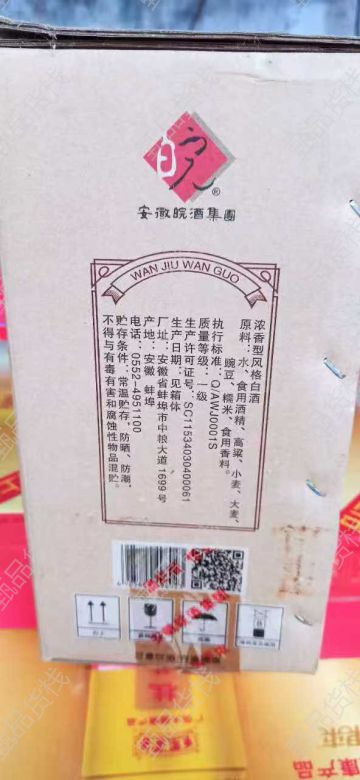 皖
安徽皖酒集團
WAN JIU WAN GUO
浓香型风格白酒
原料：水、食用酒精、高粱、小麦、大麦、
豌豆、糯米、食用香料。
执行标准：Q/AWJ0001S
质量等级：一级
生产许可证号：SC11534030400061
生产日期：见箱体
厂址：安徽省蚌埠市中粮大道1699号
产地：安徽 蚌埠
电话：0552-4951100
贮存条件：常温贮存，防晒、防潮，
不得与有毒有害和腐蚀性物品混贮。
臻品货栈